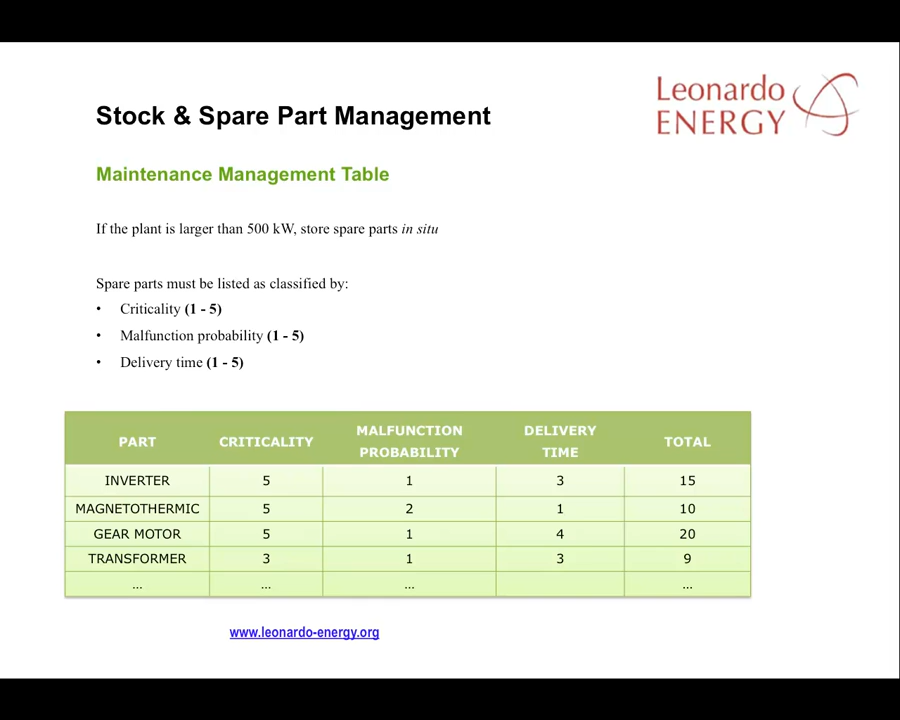 Leonardo
ENERGY
Stock & Spare Part Management
Maintenance Management Table
If the plant is larger than 500 kW, store spare parts in situ
Spare parts must be listed as classified by:
• Criticality (1 - 5)
• Malfunction probability (1 - 5)
• Delivery time (1 - 5)
PART CRITICALITY MALFUNCTION PROBABILITY DELIVERY TIME TOTAL
INVERTER 5 1 3 15
MAGNETOTHERMIC 5 2 1 10
GEAR MOTOR 5 1 4 20
TRANSFORMER 3 1 3 9
... ... ... ...
www.leonardo-energy.org